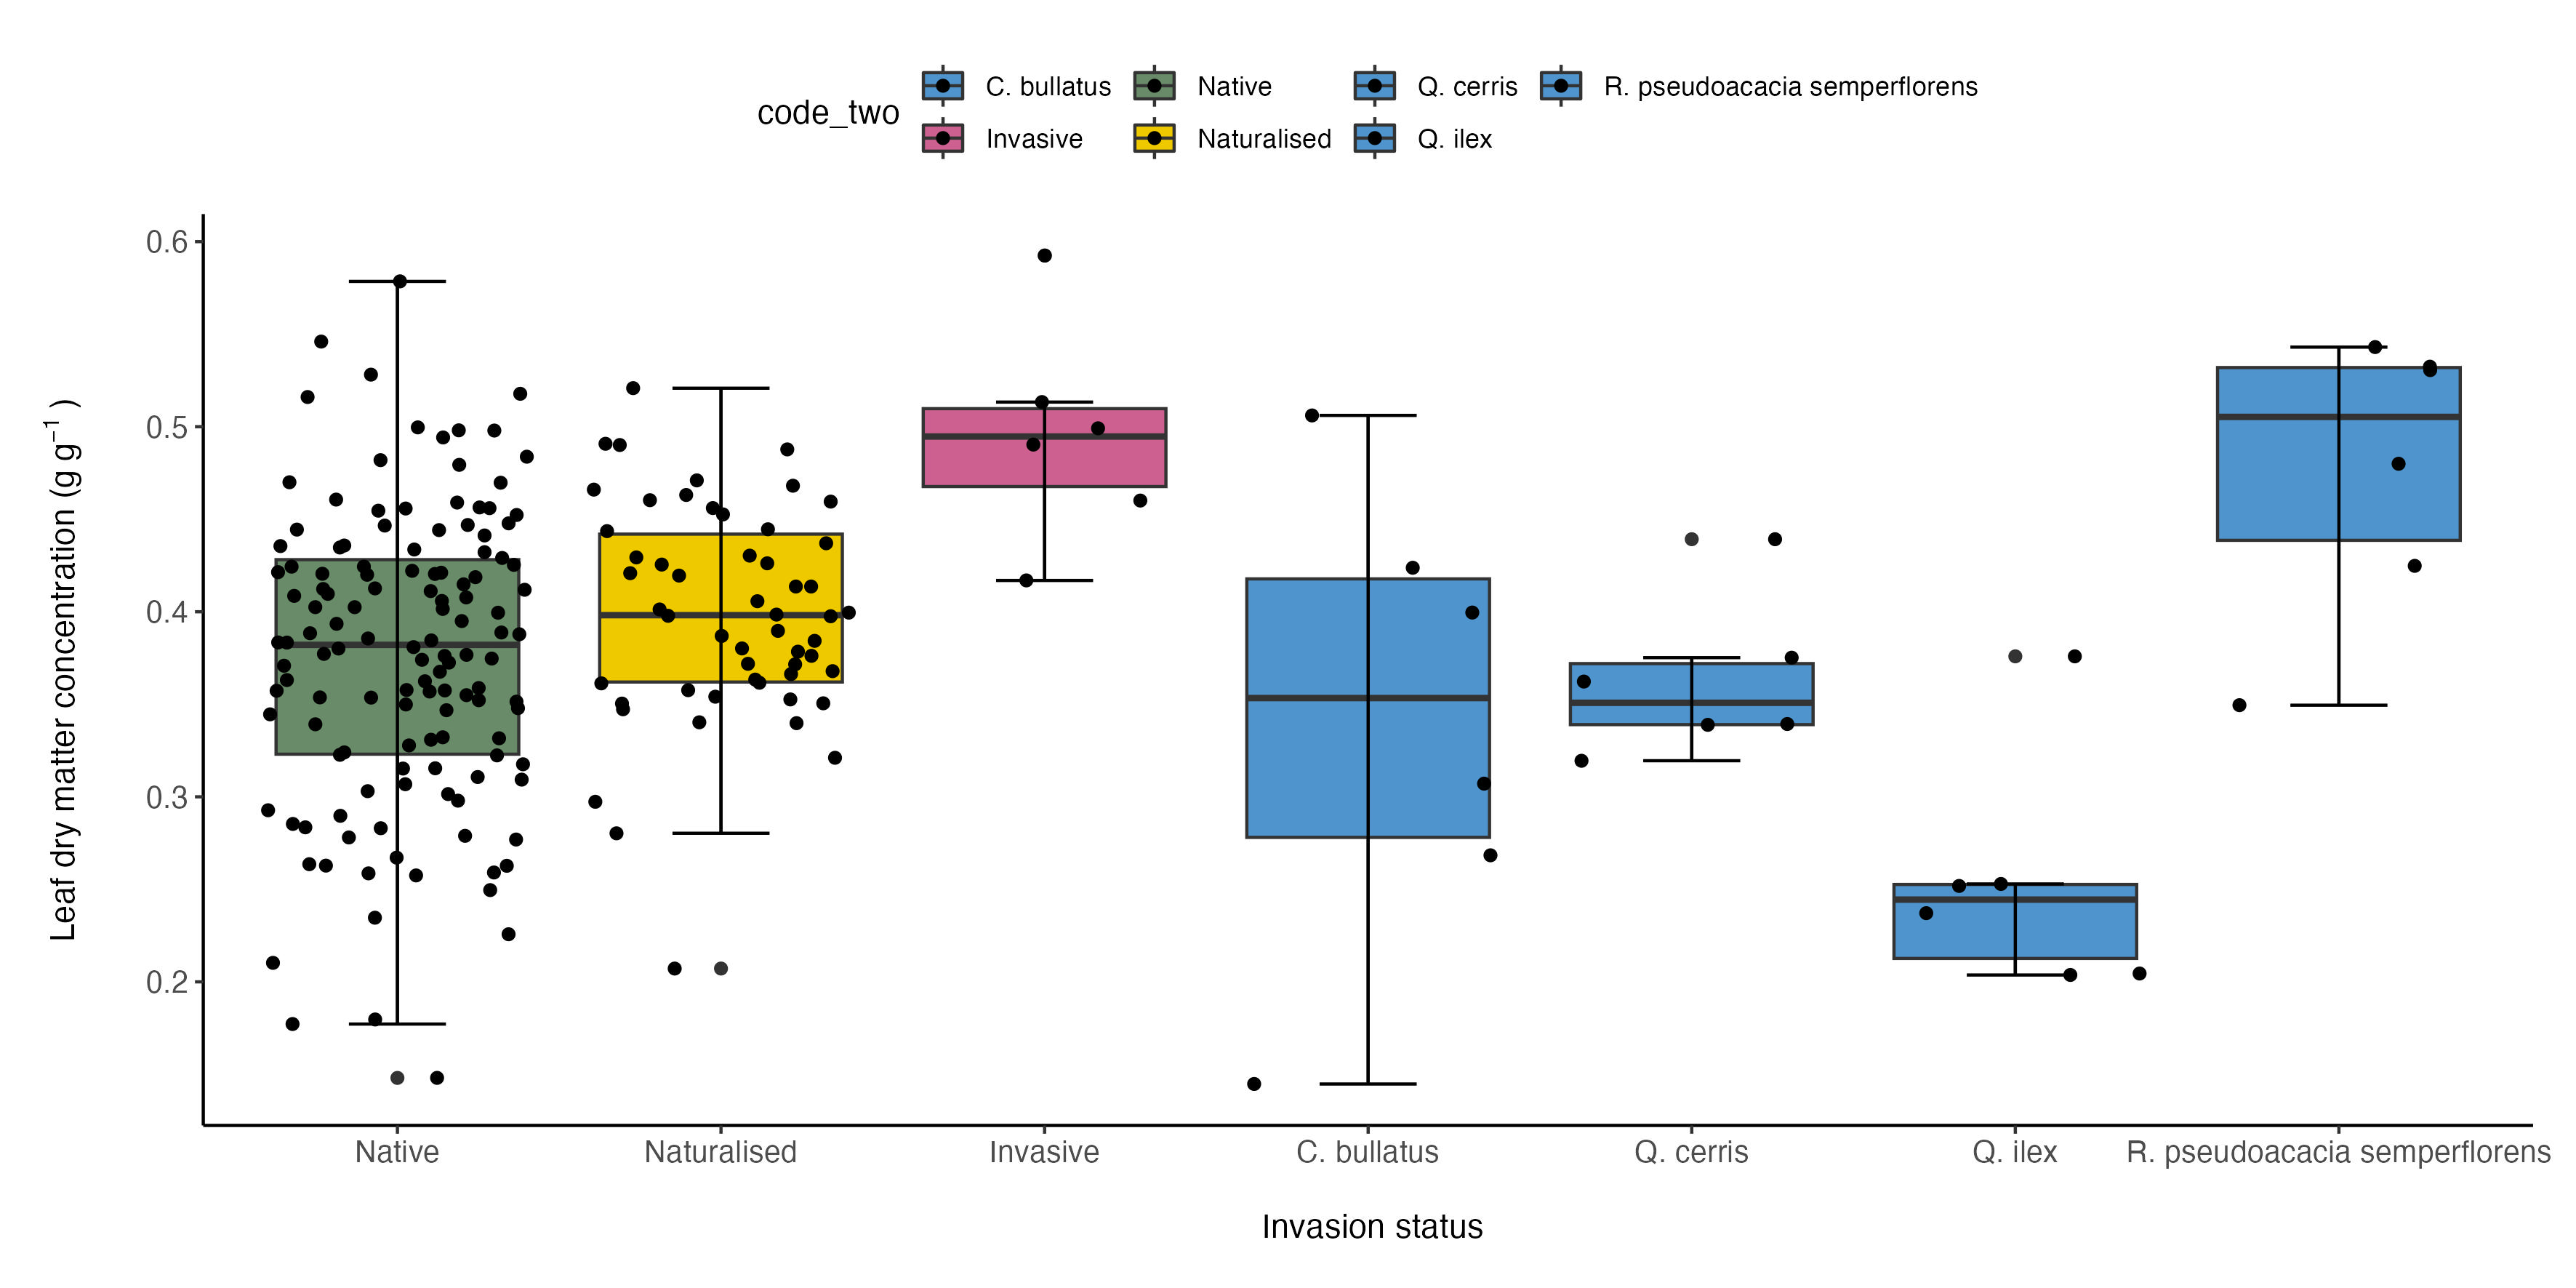 code_two
C. bullatus Native Q. cerris R. pseudoacacia semperflorens
Invasive Naturalised Q. ilex
Leaf dry matter concentration (g g⁻¹ )
0.6
0.5
0.4
0.3
0.2
Native Naturalised Invasive C. bullatus Q. cerris Q. ilex R. pseudoacacia semperflorens
Invasion status